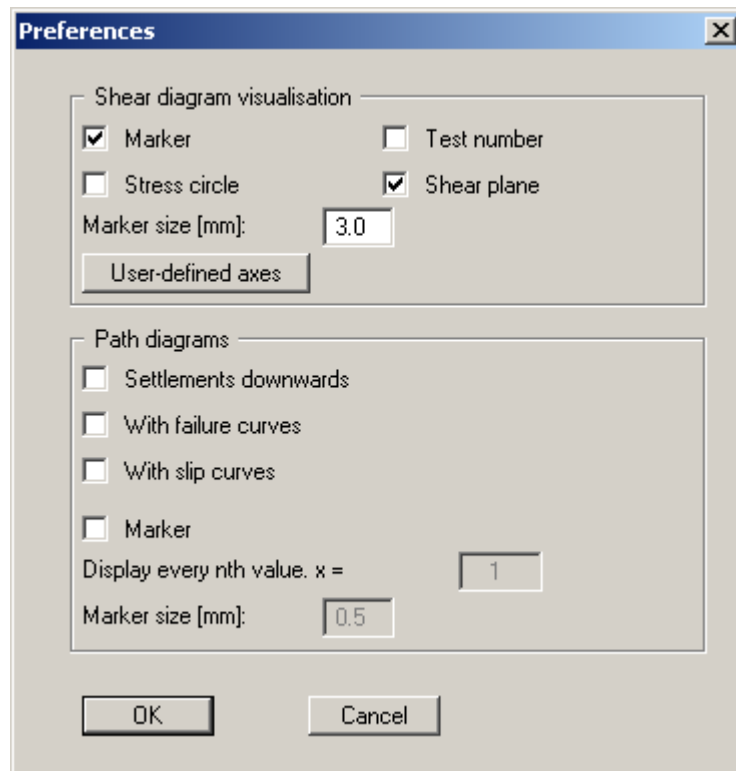 Preferences
Shear diagram visualisation
Marker
Test number
Stress circle
Shear plane
Marker size [mm]: 3.0
User-defined axes
Path diagrams
Settlements downwards
With failure curves
With slip curves
Marker
Display every nth value. x = 1
Marker size [mm]: 0.5
OK
Cancel